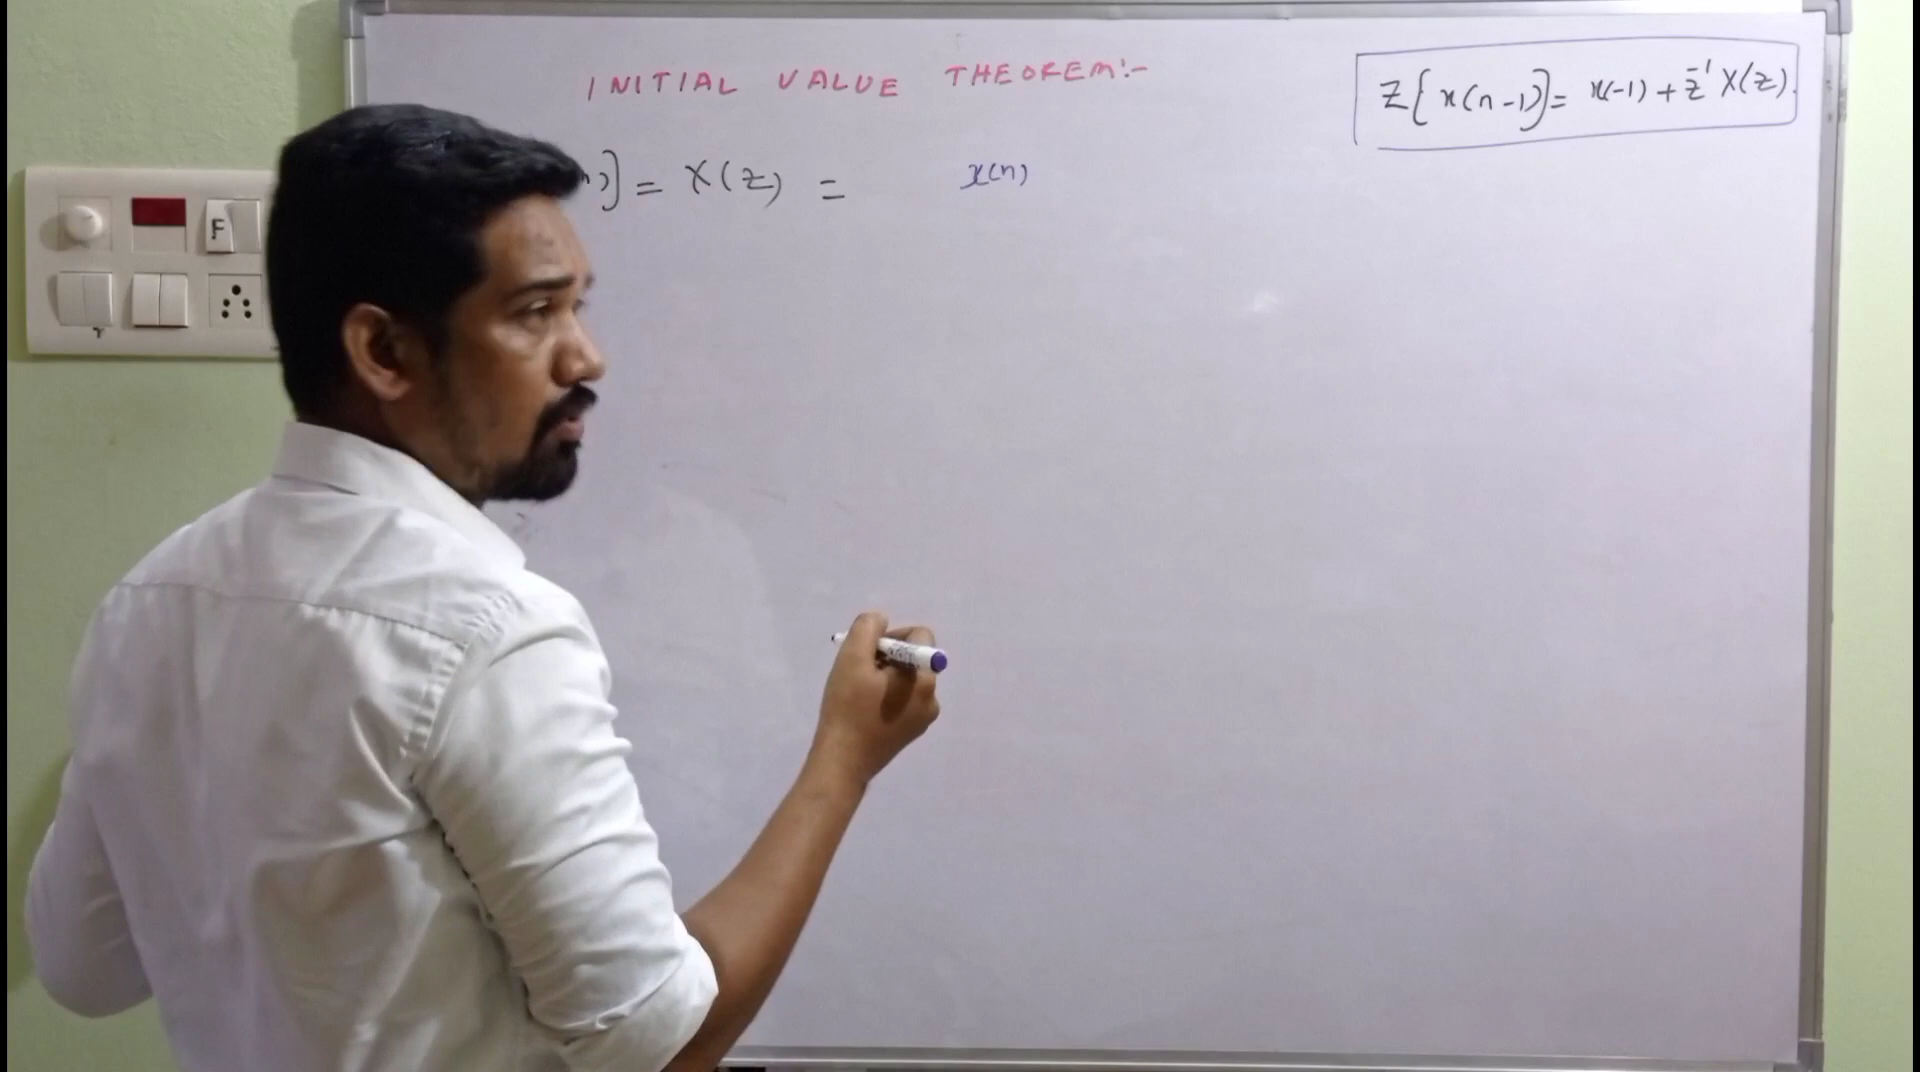 INITIAL VALUE THEOREM:-
Z{x(n-1)} = x(-1) + z⁻¹ X(z).
n)} = X(z) = x(n)
F